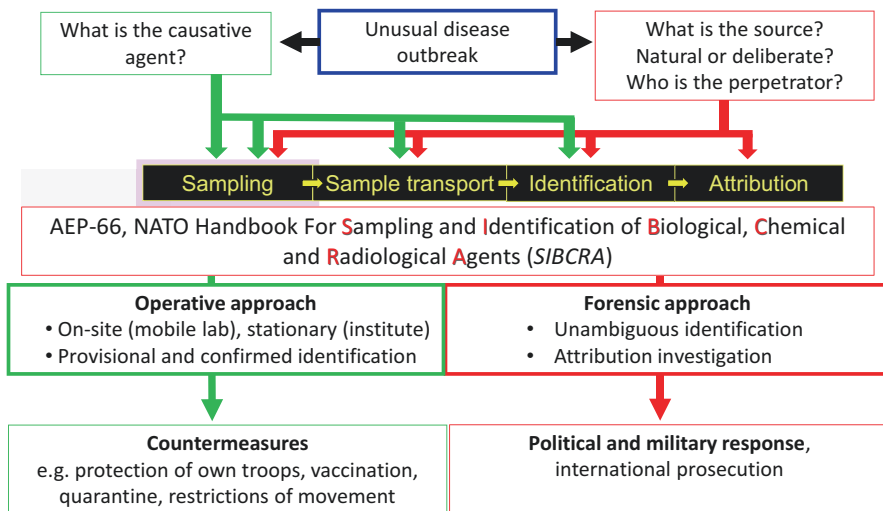 What is the causative
agent?
Unusual disease
outbreak
What is the source?
Natural or deliberate?
Who is the perpetrator?
Sampling
Sample transport
Identification
Attribution
AEP-66, NATO Handbook For Sampling and Identification of Biological, Chemical
and Radiological Agents (SIBCRA)
Operative approach
• On-site (mobile lab), stationary (institute)
• Provisional and confirmed identification
Forensic approach
• Unambiguous identification
• Attribution investigation
Countermeasures
e.g. protection of own troops, vaccination,
quarantine, restrictions of movement
Political and military response,
international prosecution